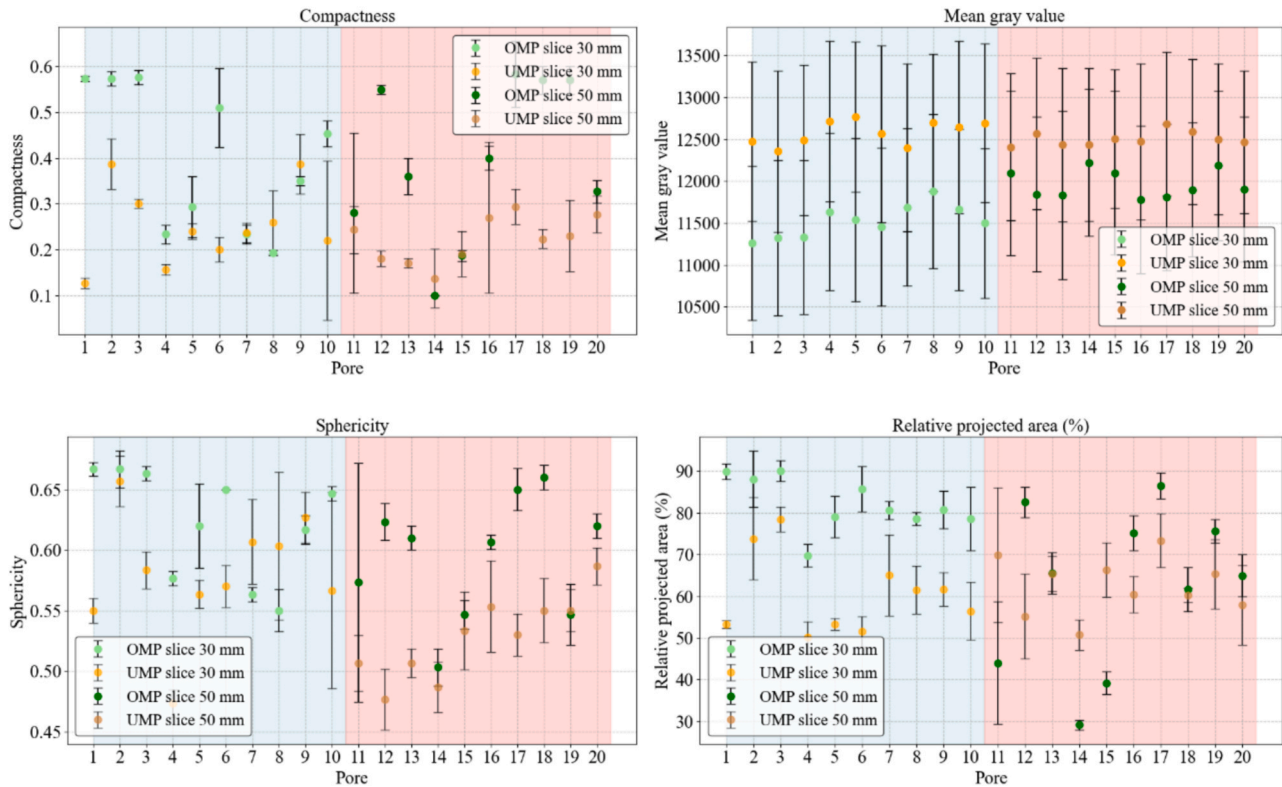 Compactness
OMP slice 30 mm
UMP slice 30 mm
OMP slice 50 mm
UMP slice 50 mm
Compactness
0.6
0.5
0.4
0.3
0.2
0.1
1 2 3 4 5 6 7 8 9 10 11 12 13 14 15 16 17 18 19 20
Pore
Mean gray value
Mean gray value
13500
13000
12500
12000
11500
11000
10500
OMP slice 30 mm
UMP slice 30 mm
OMP slice 50 mm
UMP slice 50 mm
1 2 3 4 5 6 7 8 9 10 11 12 13 14 15 16 17 18 19 20
Pore
Sphericity
Sphericity
0.65
0.60
0.55
0.50
0.45
OMP slice 30 mm
UMP slice 30 mm
OMP slice 50 mm
UMP slice 50 mm
1 2 3 4 5 6 7 8 9 10 11 12 13 14 15 16 17 18 19 20
Pore
Relative projected area (%)
Relative projected area (%)
90
80
70
60
50
40
30
OMP slice 30 mm
UMP slice 30 mm
OMP slice 50 mm
UMP slice 50 mm
1 2 3 4 5 6 7 8 9 10 11 12 13 14 15 16 17 18 19 20
Pore